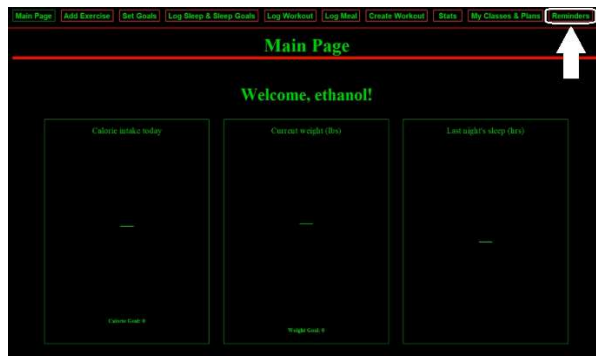 Main Page Add Exercise Set Goals Log Sleep & Sleep Goals Log Workout Log Meal Create Workout Stats My Classes & Plans Reminders
Main Page
Welcome, ethanol!
Calorie intake today
Current weight (lbs)
Last night's sleep (hrs)
Calorie Goal: 0
Weight Goal: 0